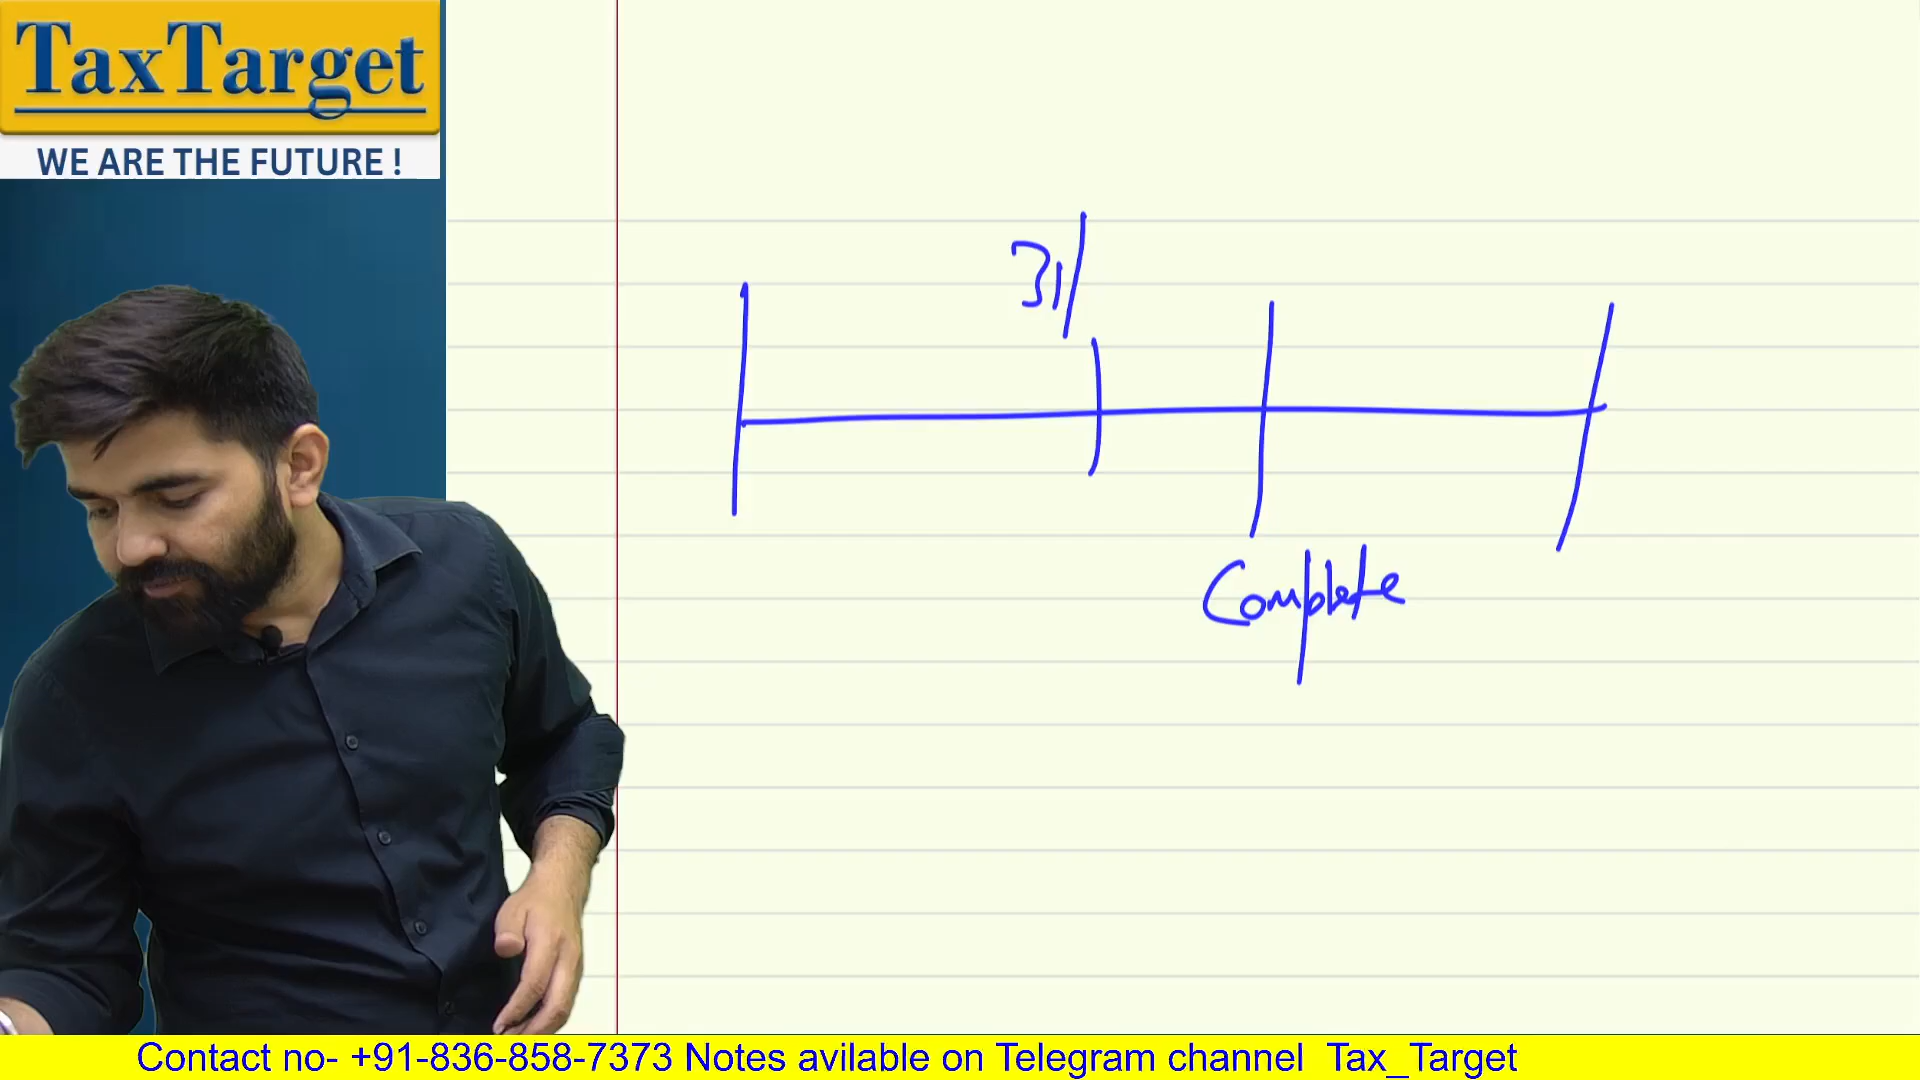 TaxTarget
WE ARE THE FUTURE !
31/
Complete
Contact no- +91-836-858-7373 Notes avilable on Telegram channel Tax_Target